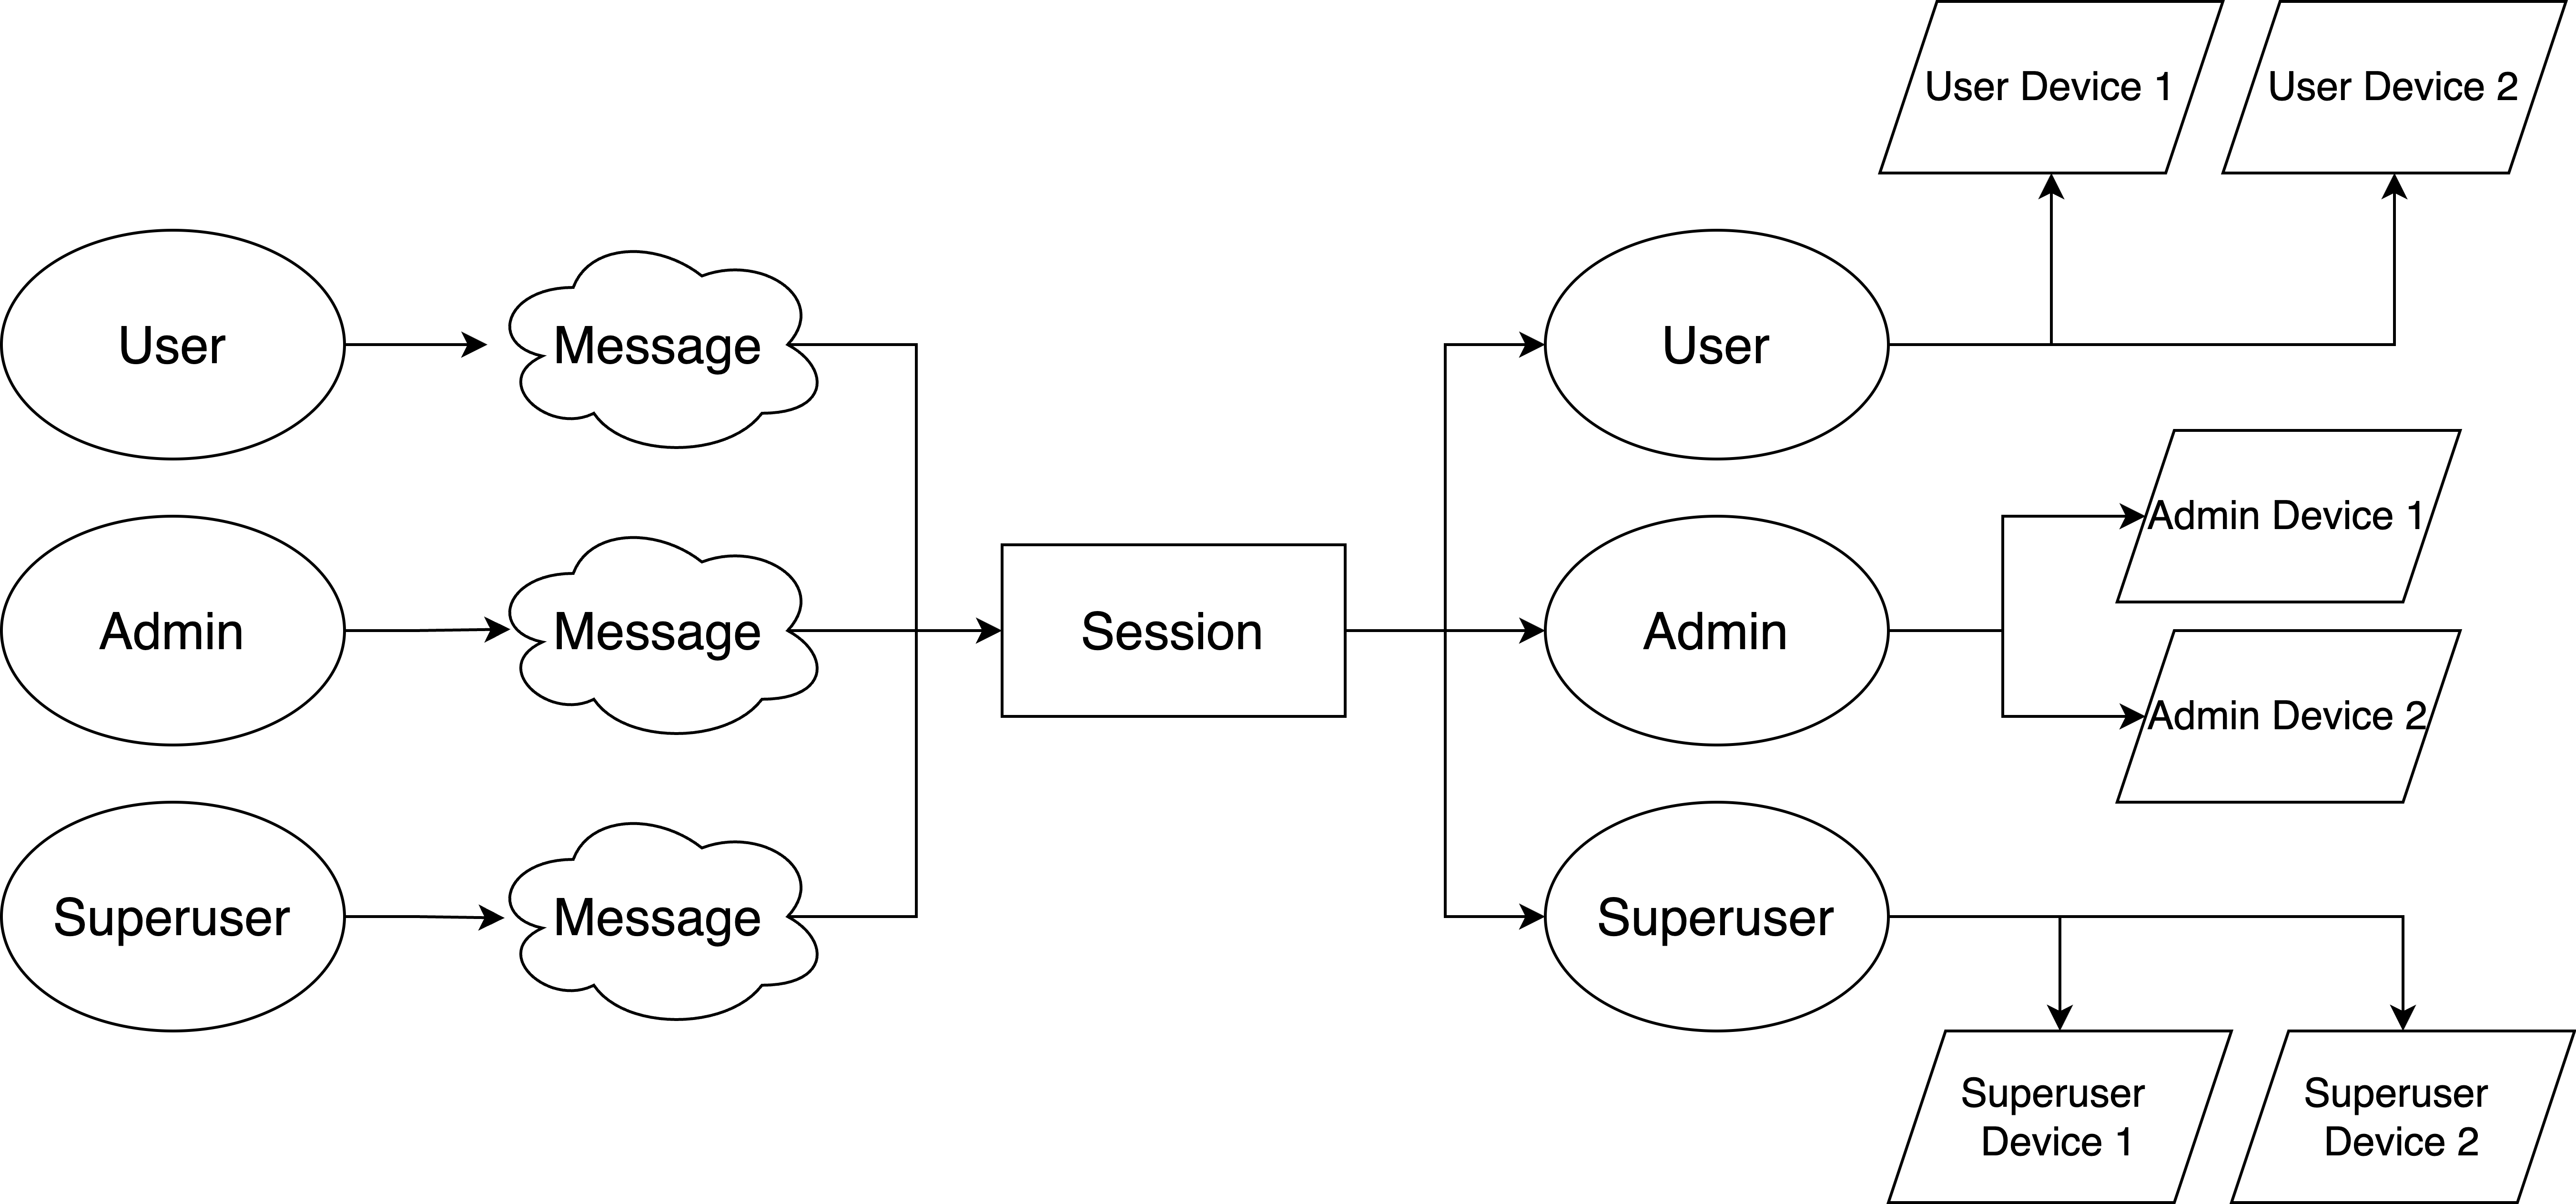 User Device 1
User Device 2
User
Message
User
Admin Device 1
Admin
Message
Session
Admin
Admin Device 2
Superuser
Message
Superuser
Superuser
Device 1
Superuser
Device 2